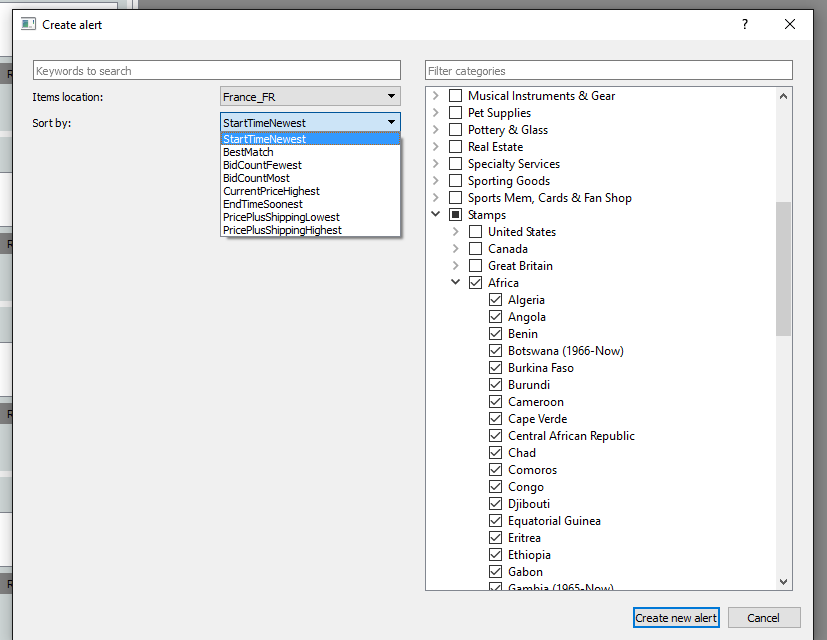 Create alert
?
Keywords to search
Items location:
France_FR
Sort by:
StartTimeNewest
StartTimeNewest
BestMatch
BidCountFewest
BidCountMost
CurrentPriceHighest
EndTimeSoonest
PricePlusShippingLowest
PricePlusShippingHighest
Filter categories
Musical Instruments & Gear
Pet Supplies
Pottery & Glass
Real Estate
Specialty Services
Sporting Goods
Sports Mem, Cards & Fan Shop
Stamps
United States
Canada
Great Britain
Africa
Algeria
Angola
Benin
Botswana (1966-Now)
Burkina Faso
Burundi
Cameroon
Cape Verde
Central African Republic
Chad
Comoros
Congo
Djibouti
Equatorial Guinea
Eritrea
Ethiopia
Gabon
Gambia (1965-Now)
Create new alert
Cancel